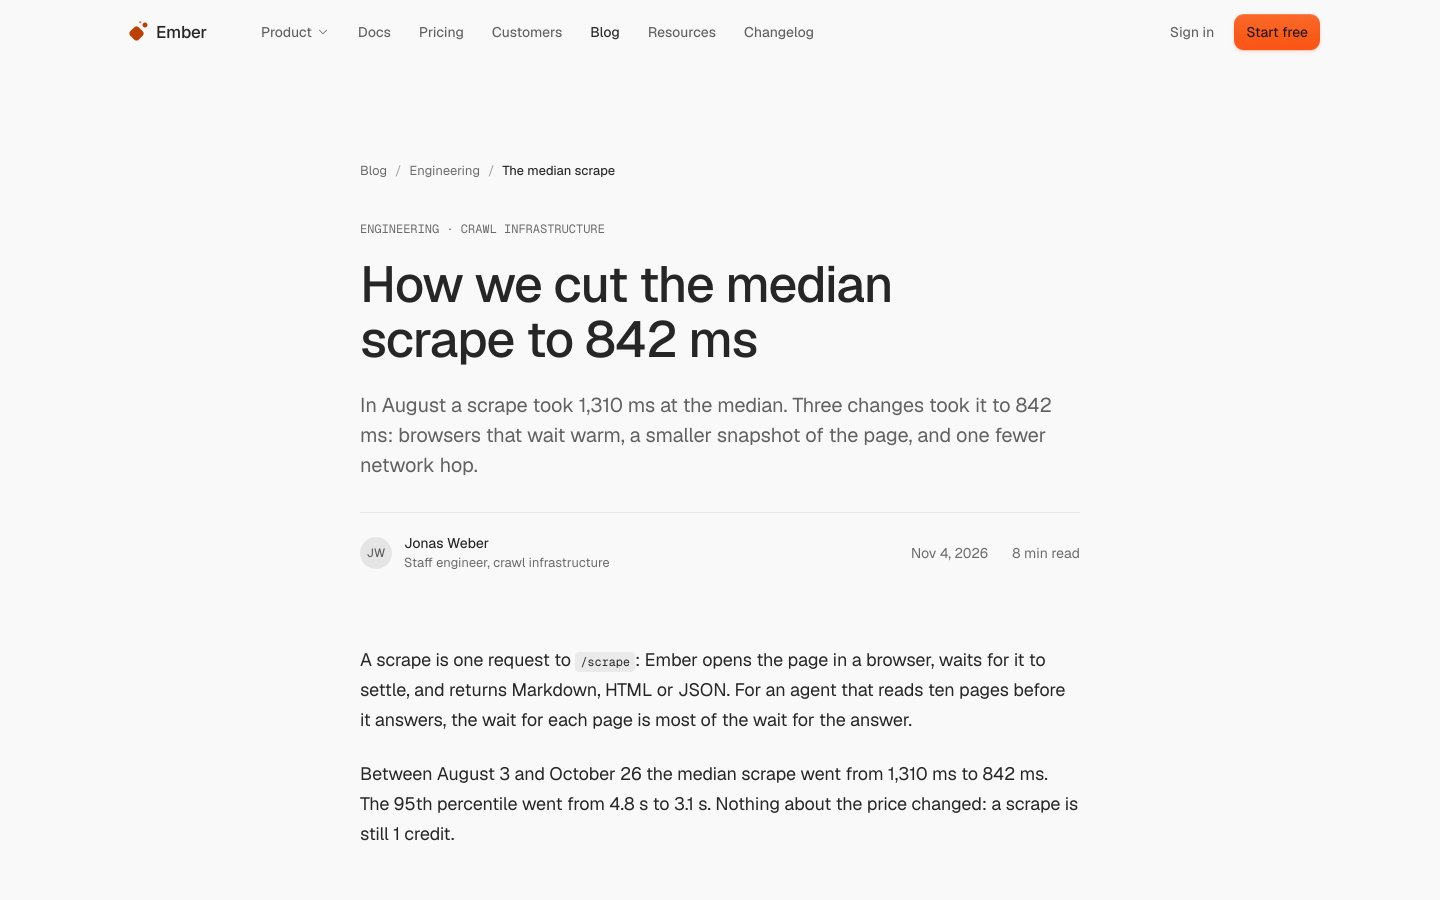 Ember
Product
Docs
Pricing
Customers
Blog
Resources
Changelog
Sign in
Start free
Blog / Engineering / The median scrape
ENGINEERING · CRAWL INFRASTRUCTURE
How we cut the median
scrape to 842 ms
In August a scrape took 1,310 ms at the median. Three changes took it to 842
ms: browsers that wait warm, a smaller snapshot of the page, and one fewer
network hop.
JW
Jonas Weber
Staff engineer, crawl infrastructure
Nov 4, 2026
8 min read
A scrape is one request to /scrape: Ember opens the page in a browser, waits for it to
settle, and returns Markdown, HTML or JSON. For an agent that reads ten pages before
it answers, the wait for each page is most of the wait for the answer.
Between August 3 and October 26 the median scrape went from 1,310 ms to 842 ms.
The 95th percentile went from 4.8 s to 3.1 s. Nothing about the price changed: a scrape is
still 1 credit.